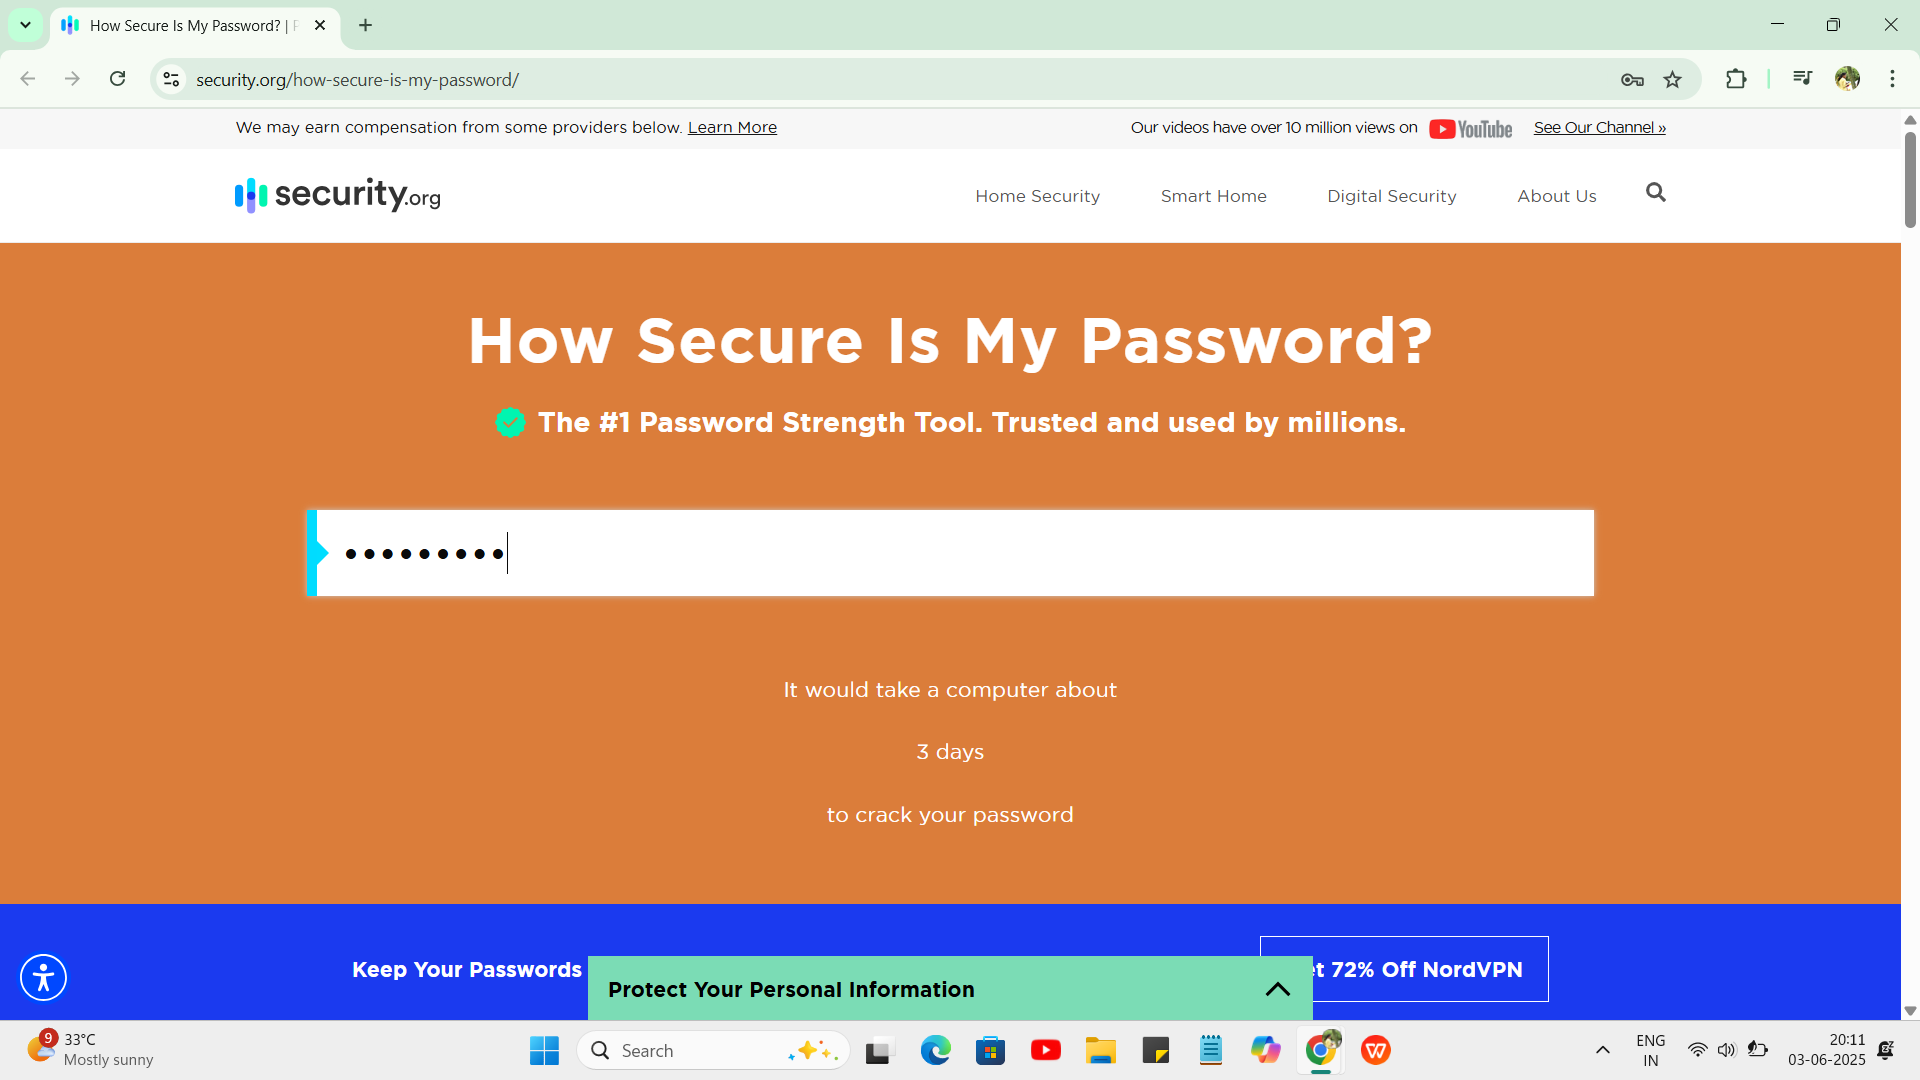 How Secure Is My Password? |
security.org/how-secure-is-my-password/
We may earn compensation from some providers below. Learn More
Our videos have over 10 million views on YouTube See Our Channel »
security.org
Home Security Smart Home Digital Security About Us
How Secure Is My Password?
The #1 Password Strength Tool. Trusted and used by millions.
It would take a computer about
3 days
to crack your password
Keep Your Passwords
72% Off NordVPN
Protect Your Personal Information
9
33°C
Mostly sunny
Search
W
ENG
IN
20:11
03-06-2025